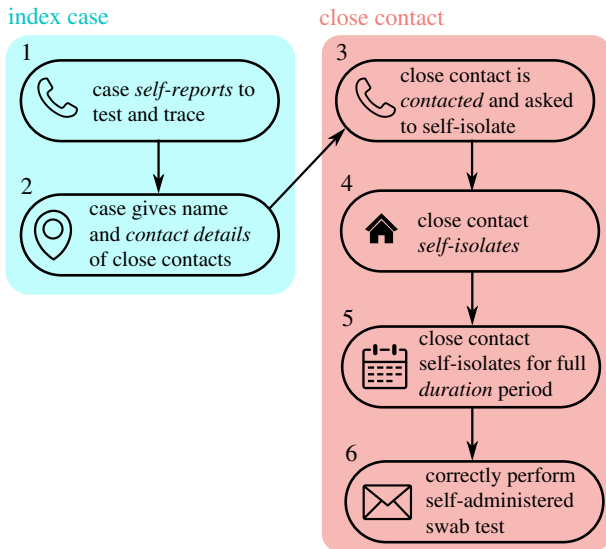 index case
1
case self-reports to
test and trace
2
case gives name
and contact details
of close contacts
close contact
3
close contact is
contacted and asked
to self-isolate
4
close contact
self-isolates
5
close contact
self-isolates for full
duration period
6
correctly perform
self-administered
swab test